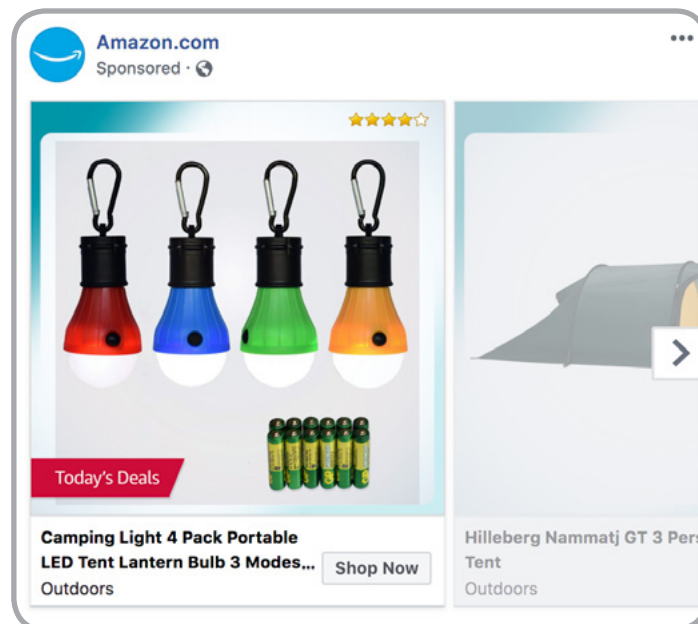 Amazon.com
Sponsored ·
Today's Deals
Camping Light 4 Pack Portable
LED Tent Lantern Bulb 3 Modes...
Shop Now
Outdoors
Hilleberg Nammatj GT 3 Pers
Tent
Outdoors